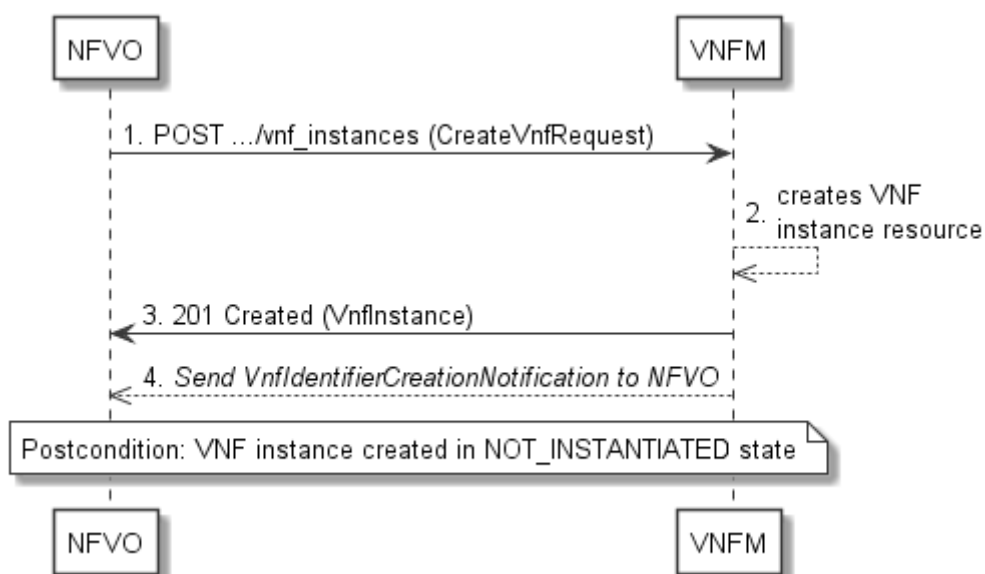 NFVO
VNFM
1. POST .../vnf_instances (CreateVnfRequest)
2. creates VNF
instance resource
3. 201 Created (VnfInstance)
4. Send VnfIdentifierCreationNotification to NFVO
Postcondition: VNF instance created in NOT_INSTANTIATED state
NFVO
VNFM